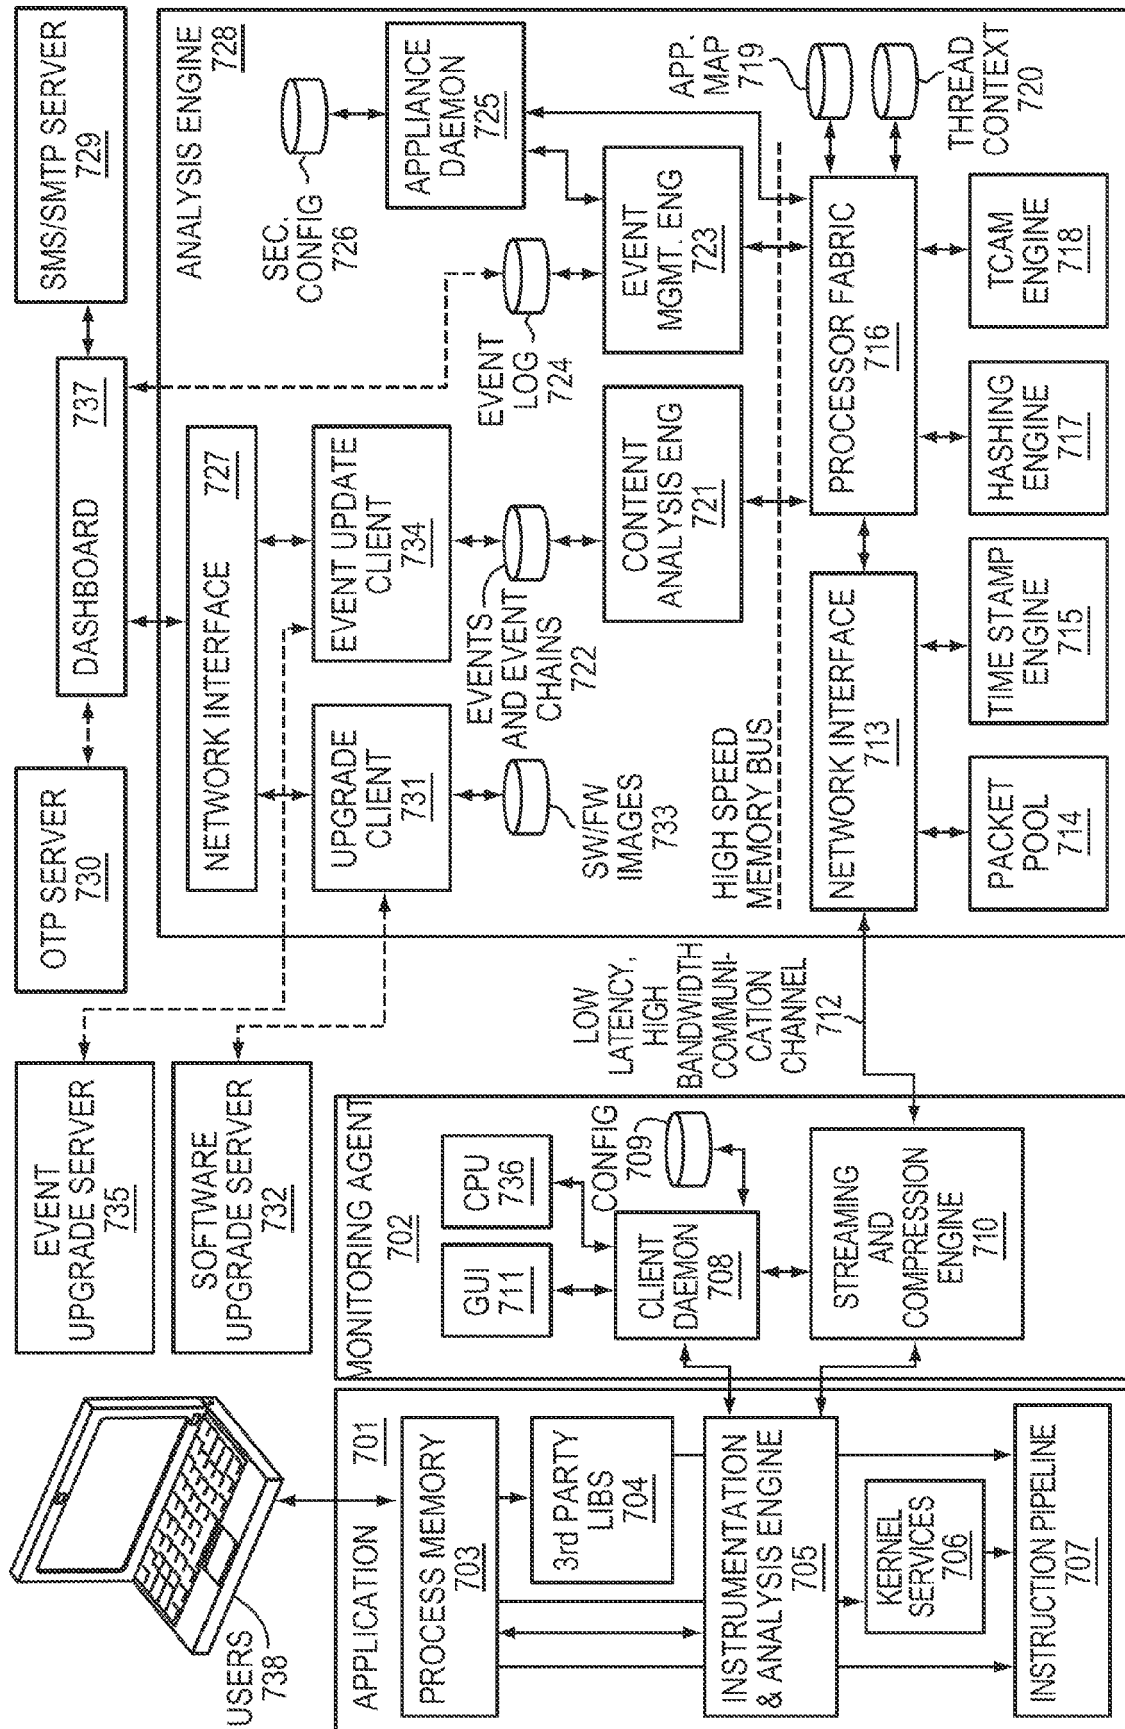 USERS
738
EVENT
UPGRADE SERVER
735
SOFTWARE
UPGRADE SERVER
732
OTP SERVER
730
DASHBOARD 737
SMS/SMTP SERVER
729
APPLICATION 701
PROCESS MEMORY
703
3rd PARTY
LIBS
704
INSTRUMENTATION
& ANALYSIS ENGINE
705
KERNEL
SERVICES
706
INSTRUCTION PIPELINE
707
MONITORING AGENT
702
GUI
711
CPU
736
CLIENT
DAEMON
708
CONFIG
709
STREAMING
AND
COMPRESSION
ENGINE
710
LOW
LATENCY,
HIGH
BANDWIDTH
COMMUNI-
CATION
CHANNEL
712
ANALYSIS ENGINE
728
NETWORK INTERFACE 727
UPGRADE
CLIENT
731
EVENT UPDATE
CLIENT
734
SW/FW
IMAGES
733
EVENTS
AND EVENT
CHAINS
722
EVENT
LOG
724
SEC.
CONFIG
726
APPLIANCE
DAEMON
725
CONTENT
ANALYSIS ENG
721
EVENT
MGMT. ENG
723
HIGH SPEED
MEMORY BUS
APP.
MAP
719
NETWORK INTERFACE
713
PROCESSOR FABRIC
716
THREAD
CONTEXT
720
PACKET
POOL
714
TIME STAMP
ENGINE
715
HASHING
ENGINE
717
TCAM
ENGINE
718